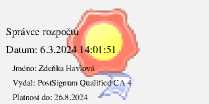 Správce rozpočtu
Datum: 6.3.2024 14:01:51
Jméno: Zdeňka Havlová
Vydal: PostSignum Qualified CA 4
Platnost do: 26.8.2024